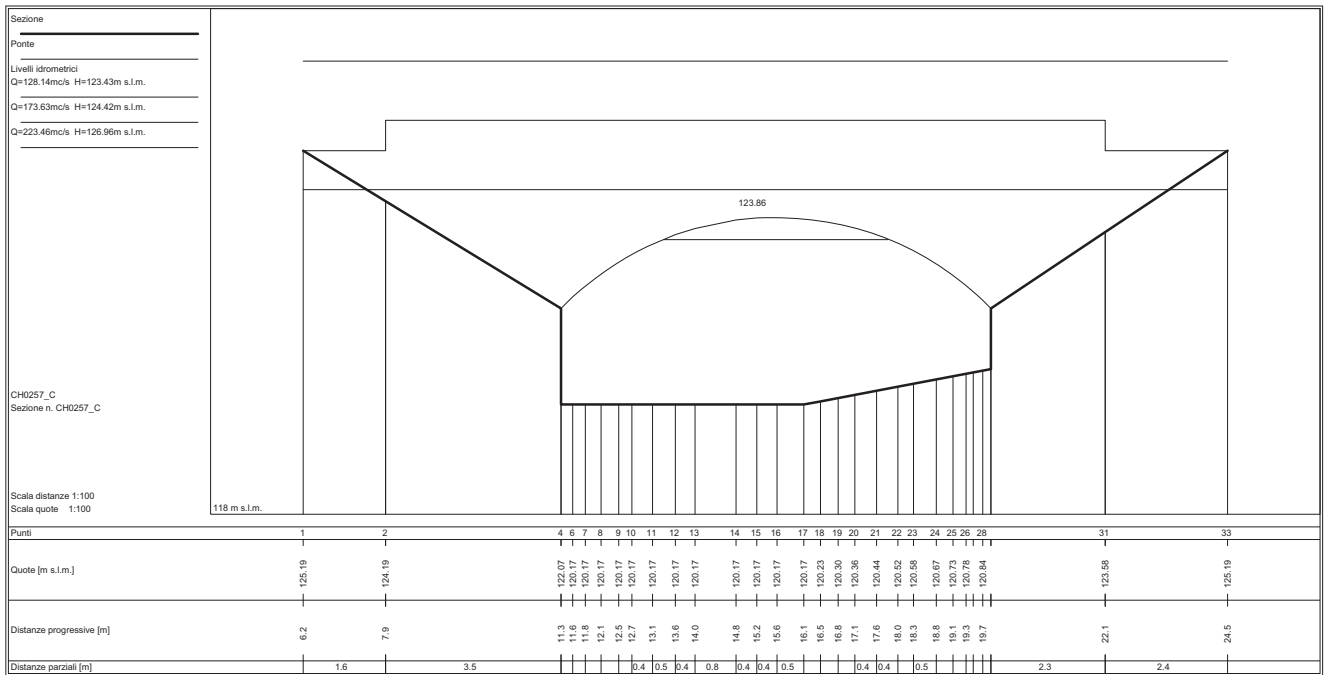 Sezione
Ponte
Livelli idrometrici
Q=128.14mc/s H=123.43m s.l.m.
Q=173.63mc/s H=124.42m s.l.m.
Q=223.46mc/s H=126.96m s.l.m.
123.86
CH0257_C
Sezione n. CH0257_C
Scala distanze 1:100
Scala quote 1:100
118 m s.l.m.
Punti 1 2 4 6 7 8 9 10 11 12 13 14 15 16 17 18 19 20 21 22 23 24 25 26 28 31 33
Quote [m s.l.m.] 125.19 124.19 122.07 120.17 120.17 120.17 120.17 120.17 120.17 120.17 120.17 120.17 120.17 120.17 120.17 120.23 120.30 120.36 120.44 120.52 120.58 120.67 120.73 120.78 120.84 123.58 125.19
Distanze progressive [m] 6.2 7.9 11.3 11.6 11.8 12.1 12.5 12.7 13.1 13.6 14.0 14.8 15.2 15.6 16.1 16.5 16.8 17.1 17.6 18.0 18.3 18.8 19.1 19.3 19.7 22.1 24.5
Distanze parziali [m] 1.6 3.5 0.4 0.5 0.4 0.8 0.4 0.4 0.5 0.4 0.4 0.5 2.3 2.4